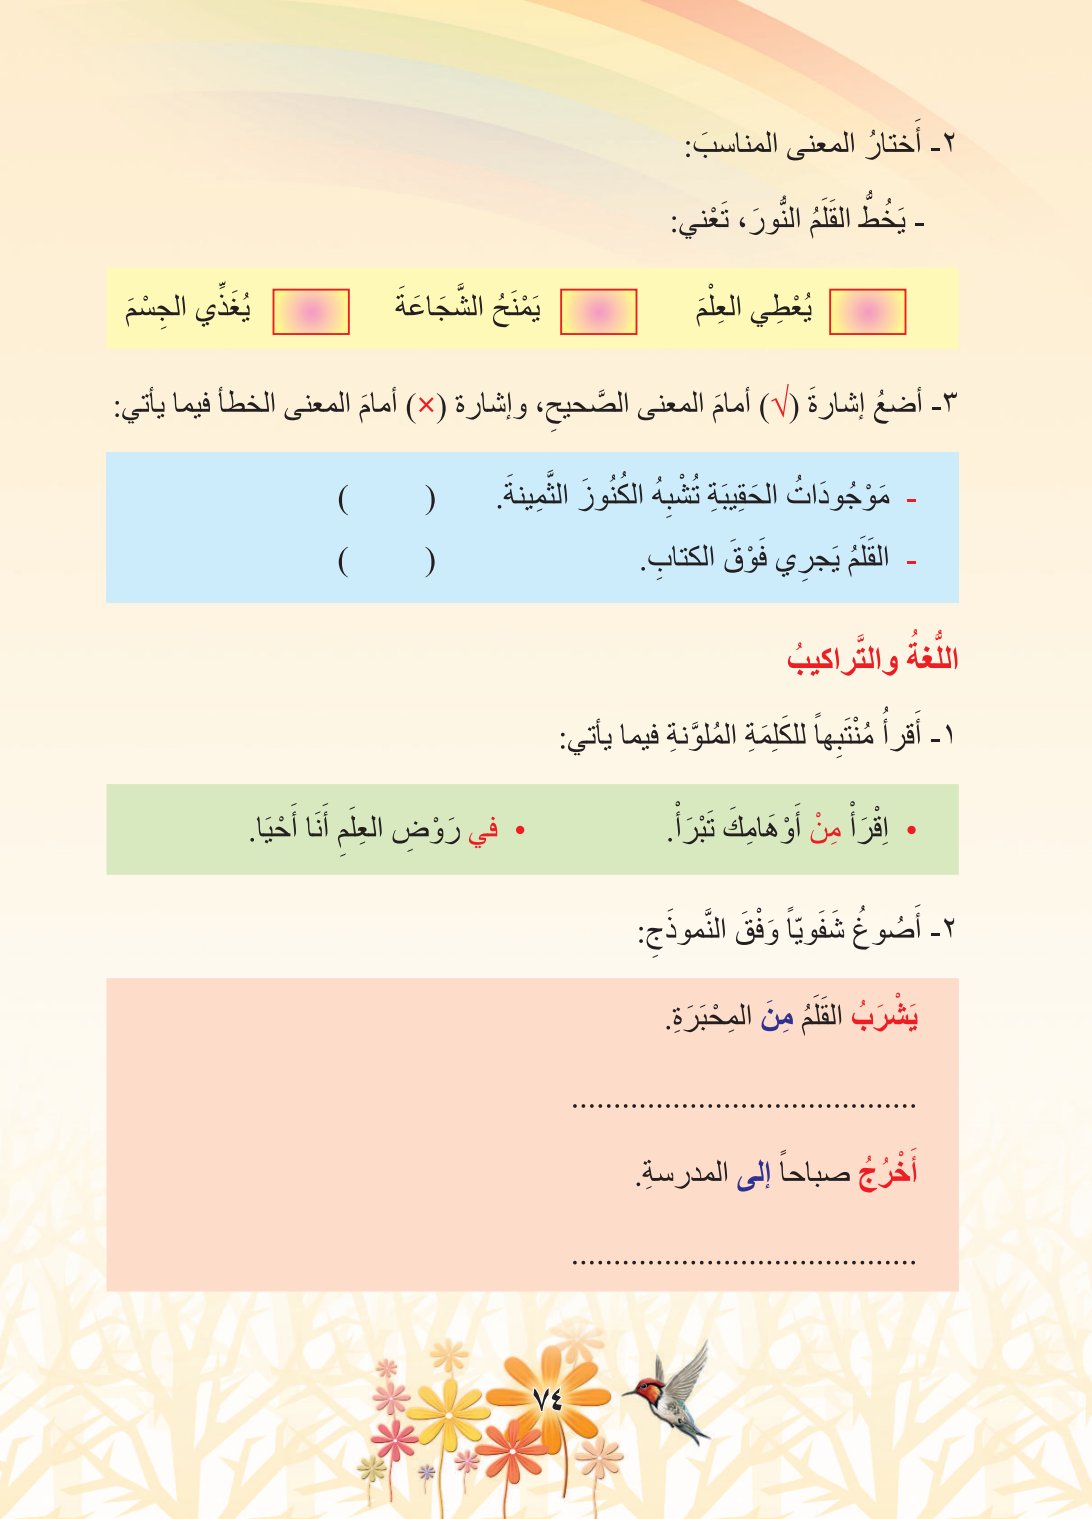 ٢- أَختارُ المعنى المناسبَ:
- يَخُطُّ القَلَمُ النُّورَ، تَعْني:
يُعْطِي العِلْمَ يَمْنَحُ الشَّجَاعَةَ يُغَذِّي الجِسْمَ
٣- أضعُ إشارةَ (√) أمامَ المعنى الصَّحيحِ، وإشارة (×) أمامَ المعنى الخطأ فيما يأتي:
- مَوْجُودَاتُ الحَقِيبَةِ تُشْبِهُ الكُنُوزَ الثَّمِينةَ. ( )
- القَلَمُ يَجرِي فَوْقَ الكتابِ. ( )
اللُّغةُ والتَّراكيبُ
١- أَقرأُ مُنْتَبِهاً للكَلِمَةِ المُلوَّنةِ فيما يأتي:
• اِقْرَأْ مِنْ أَوْهَامِكَ تَبْرَأْ. • في رَوْضِ العِلَمِ أَنَا أَحْيَا.
٢- أَصُوغُ شَفَويّاً وَفْقَ النَّموذَجِ:
يَشْرَبُ القَلَمُ مِنَ المِحْبَرَةِ.
.........................................
أَخْرُجُ صباحاً إلى المدرسةِ.
.........................................
٧٤